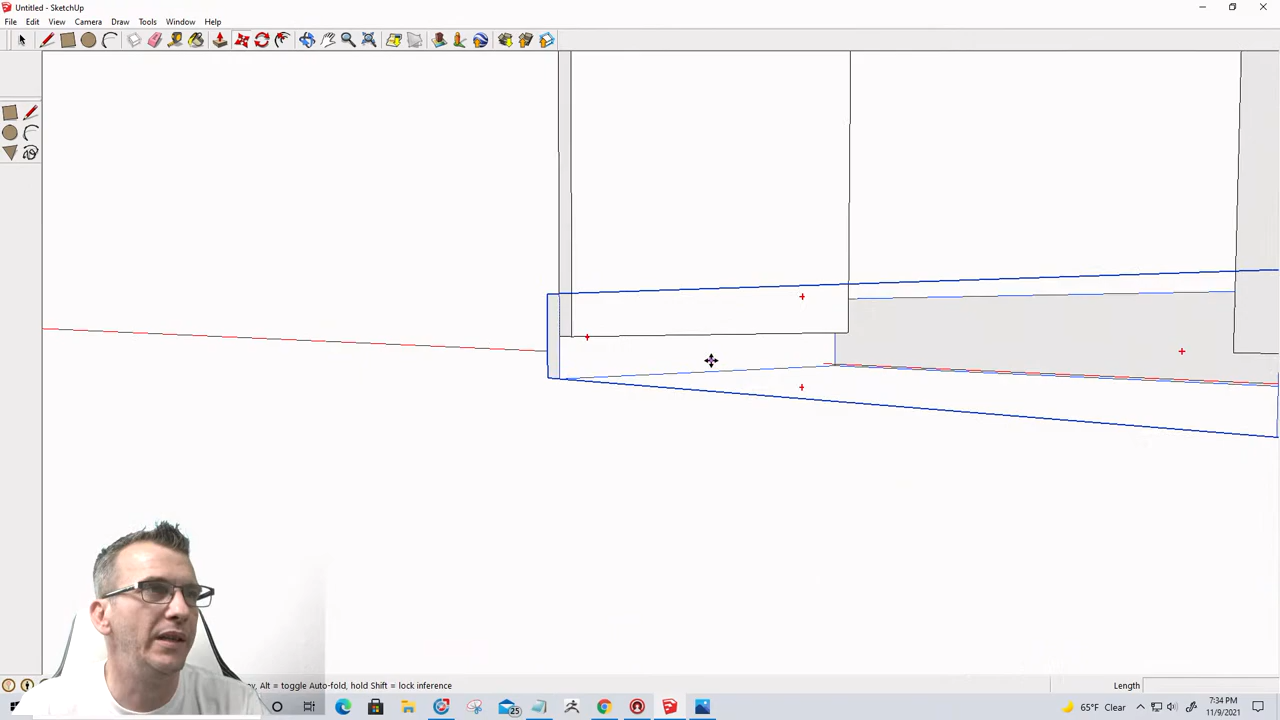 Untitled - SketchUp
File Edit View Camera Draw Tools Window Help
Alt = toggle Auto-fold, hold Shift = lock inference
Length
25
65°F Clear
7:34 PM
11/9/2021